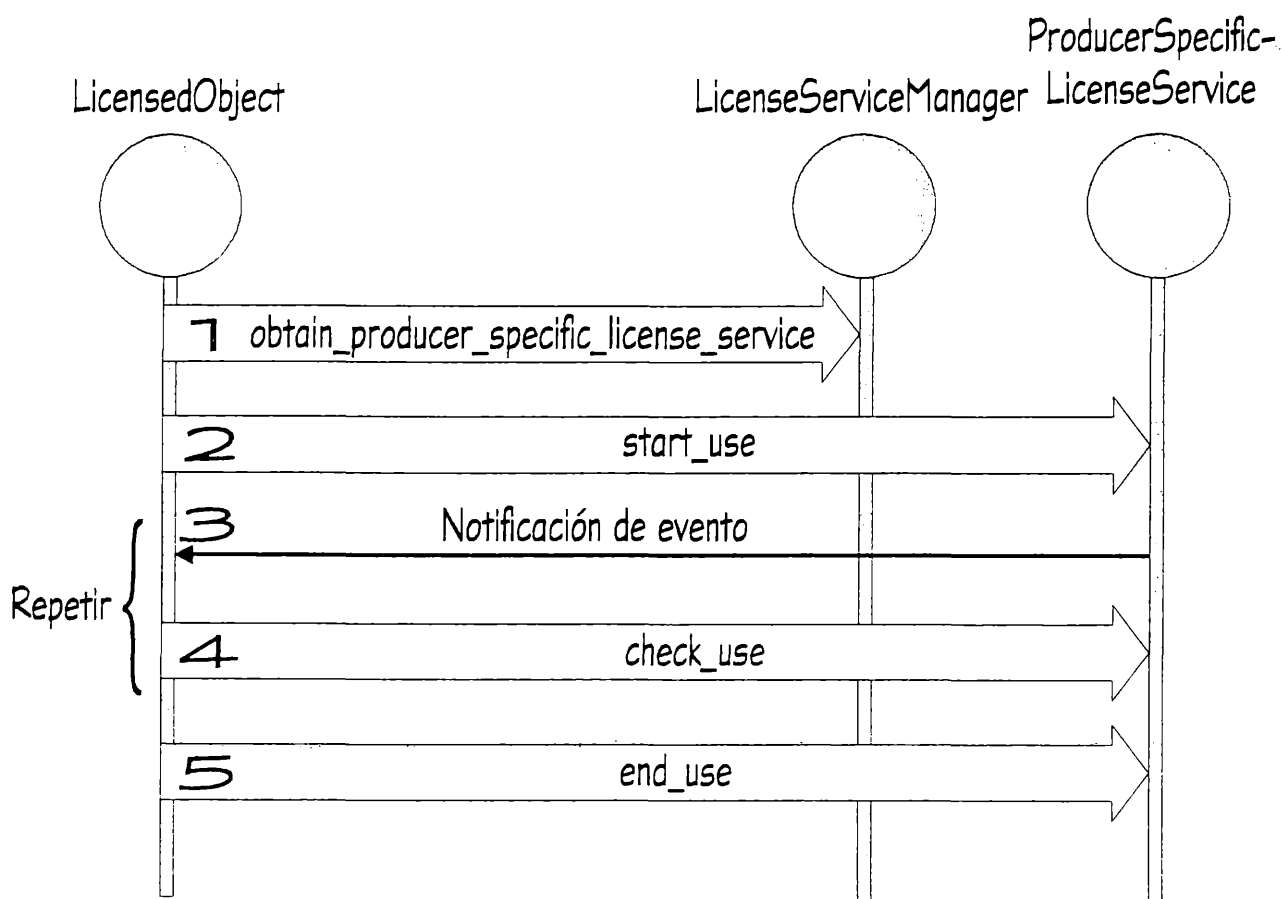 ProducerSpecific-
LicensedObject
LicenseServiceManager
LicenseService
1 obtain_producer_specific_license_service
2 start_use
3 Notificación de evento
Repetir
4 check_use
5 end_use